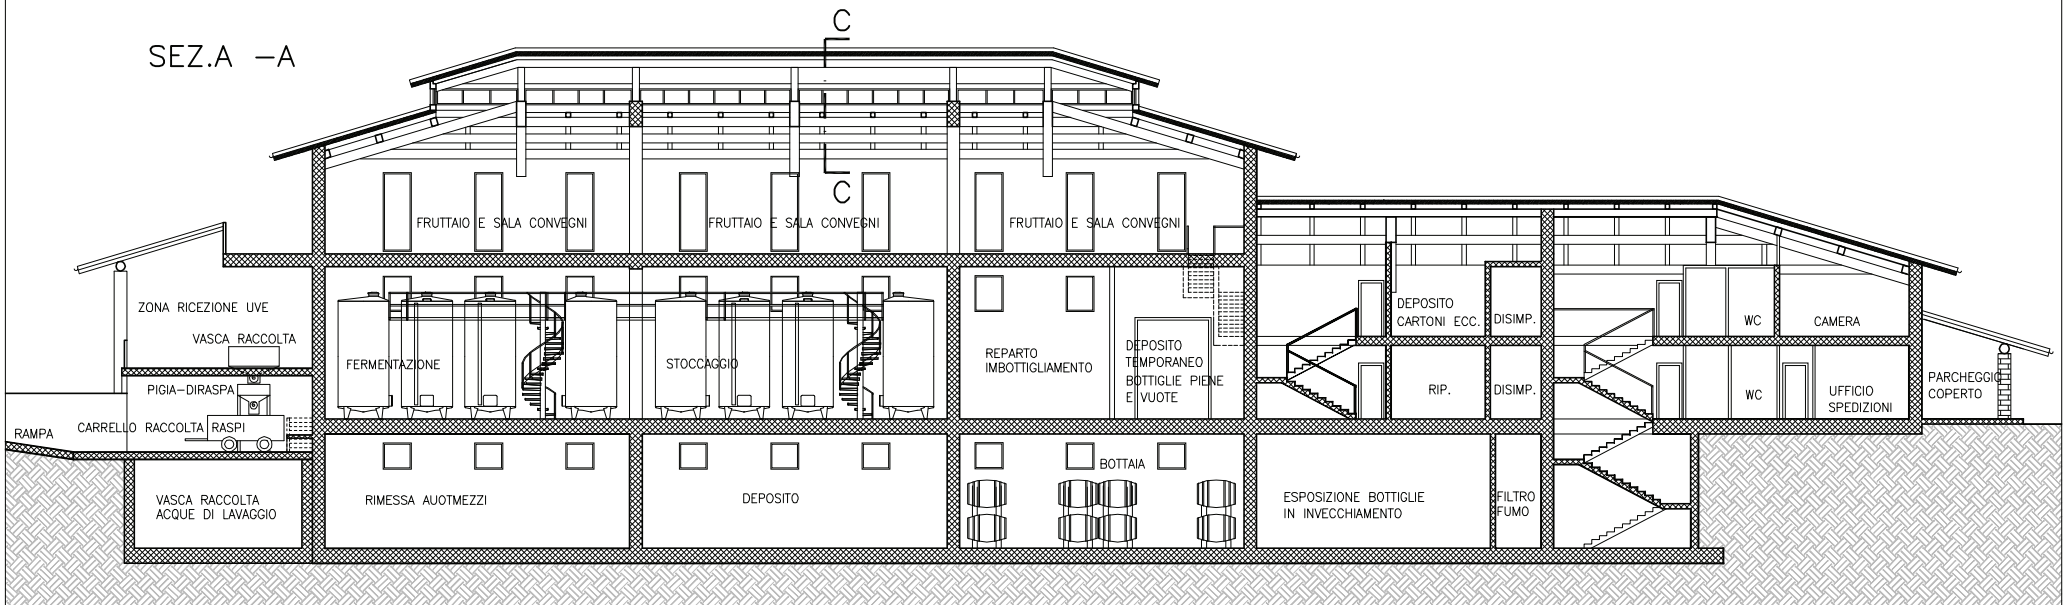 C
SEZ.A –A
C
FRUTTAIO E SALA CONVEGNI
FRUTTAIO E SALA CONVEGNI
FRUTTAIO E SALA CONVEGNI
ZONA RICEZIONE UVE
VASCA RACCOLTA
PIGIA–DIRASPA
CARRELLO RACCOLTA RASPI
RAMPA
FERMENTAZIONE
STOCCAGGIO
REPARTO
IMBOTTIGLIAMENTO
DEPOSITO
TEMPORANEO
BOTTIGLIE PIENE
E VUOTE
DEPOSITO
CARTONI ECC.
DISIMP.
WC
CAMERA
RIP.
DISIMP.
WC
UFFICIO
SPEDIZIONI
PARCHEGGIO
COPERTO
VASCA RACCOLTA
ACQUE DI LAVAGGIO
RIMESSA AUOTMEZZI
DEPOSITO
BOTTAIA
ESPOSIZIONE BOTTIGLIE
IN INVECCHIAMENTO
FILTRO
FUMO